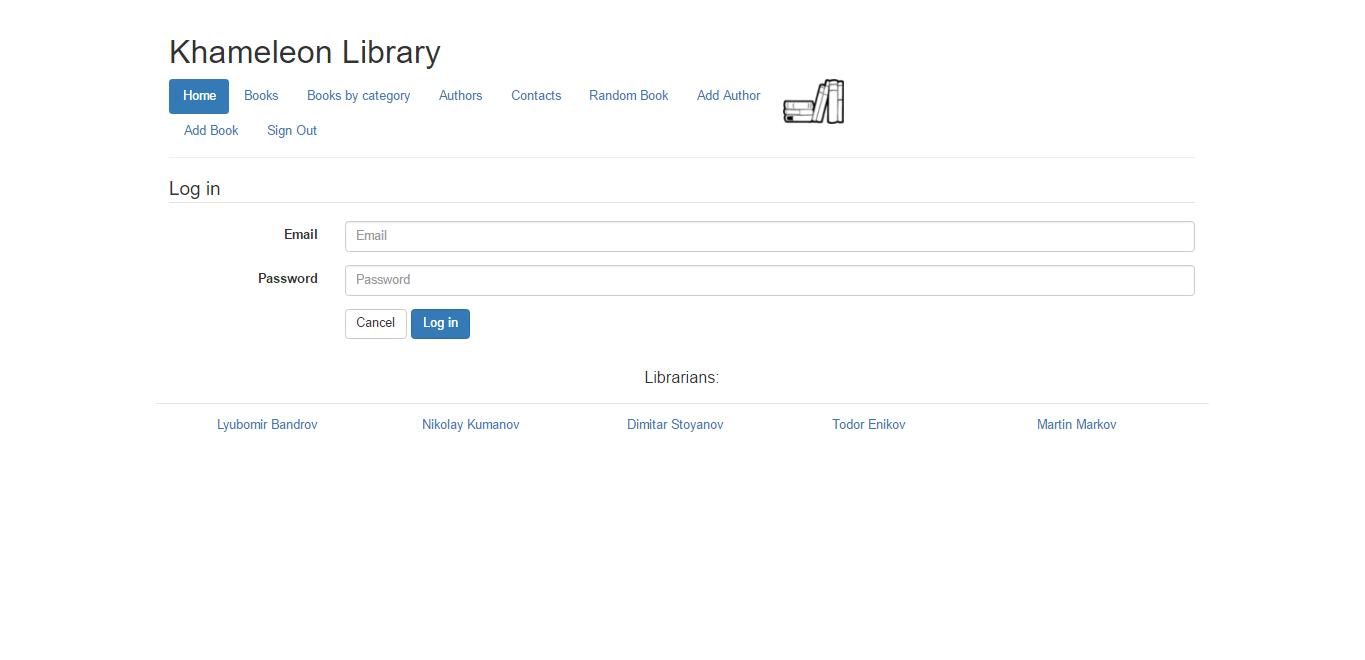 Khameleon Library
Home Books Books by category Authors Contacts Random Book Add Author
Add Book Sign Out
Log in
Email Email
Password Password
Cancel Log in
Librarians:
Lyubomir Bandrov Nikolay Kumanov Dimitar Stoyanov Todor Enikov Martin Markov